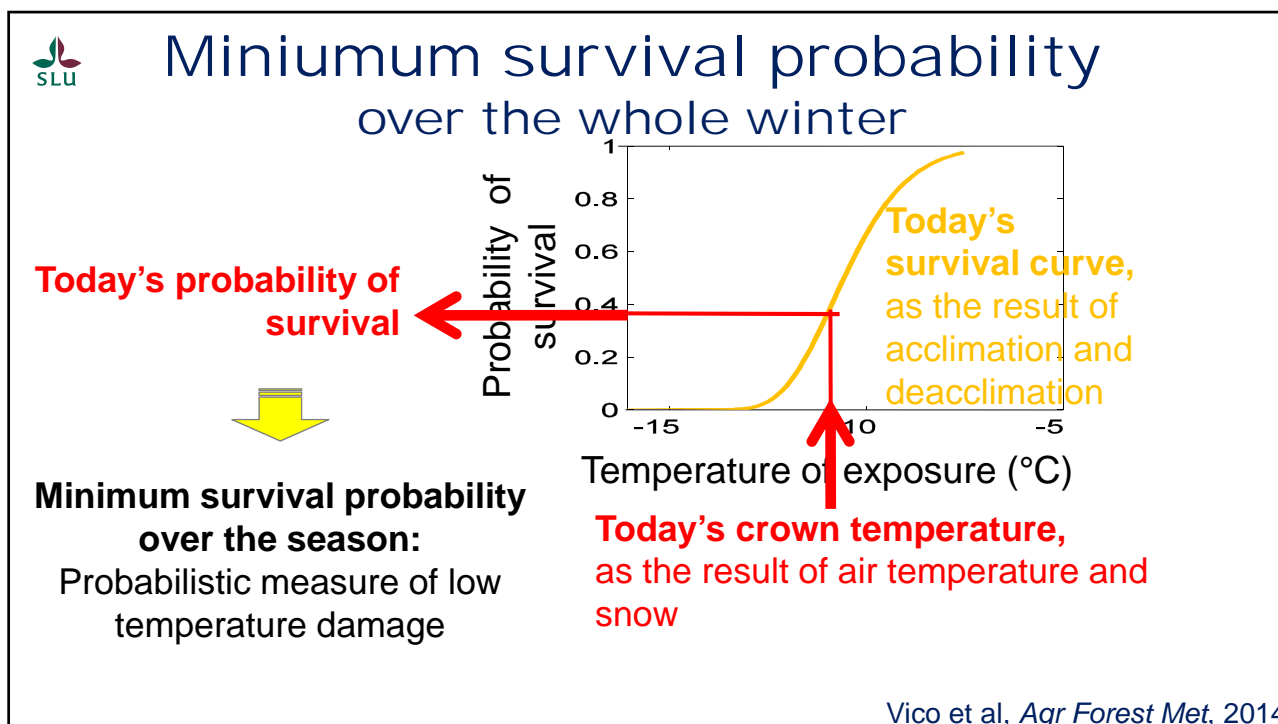 SLU
Miniumum survival probability
over the whole winter
Probability of
survival
1
0.8
0.6
0.4
0.2
0
-15
-10
-5
Temperature of exposure (°C)
Today's
survival curve,
as the result of
acclimation and
deacclimation
Today's probability of
survival
Minimum survival probability
over the season:
Probabilistic measure of low
temperature damage
Today's crown temperature,
as the result of air temperature and
snow
Vico et al, Agr Forest Met, 2014